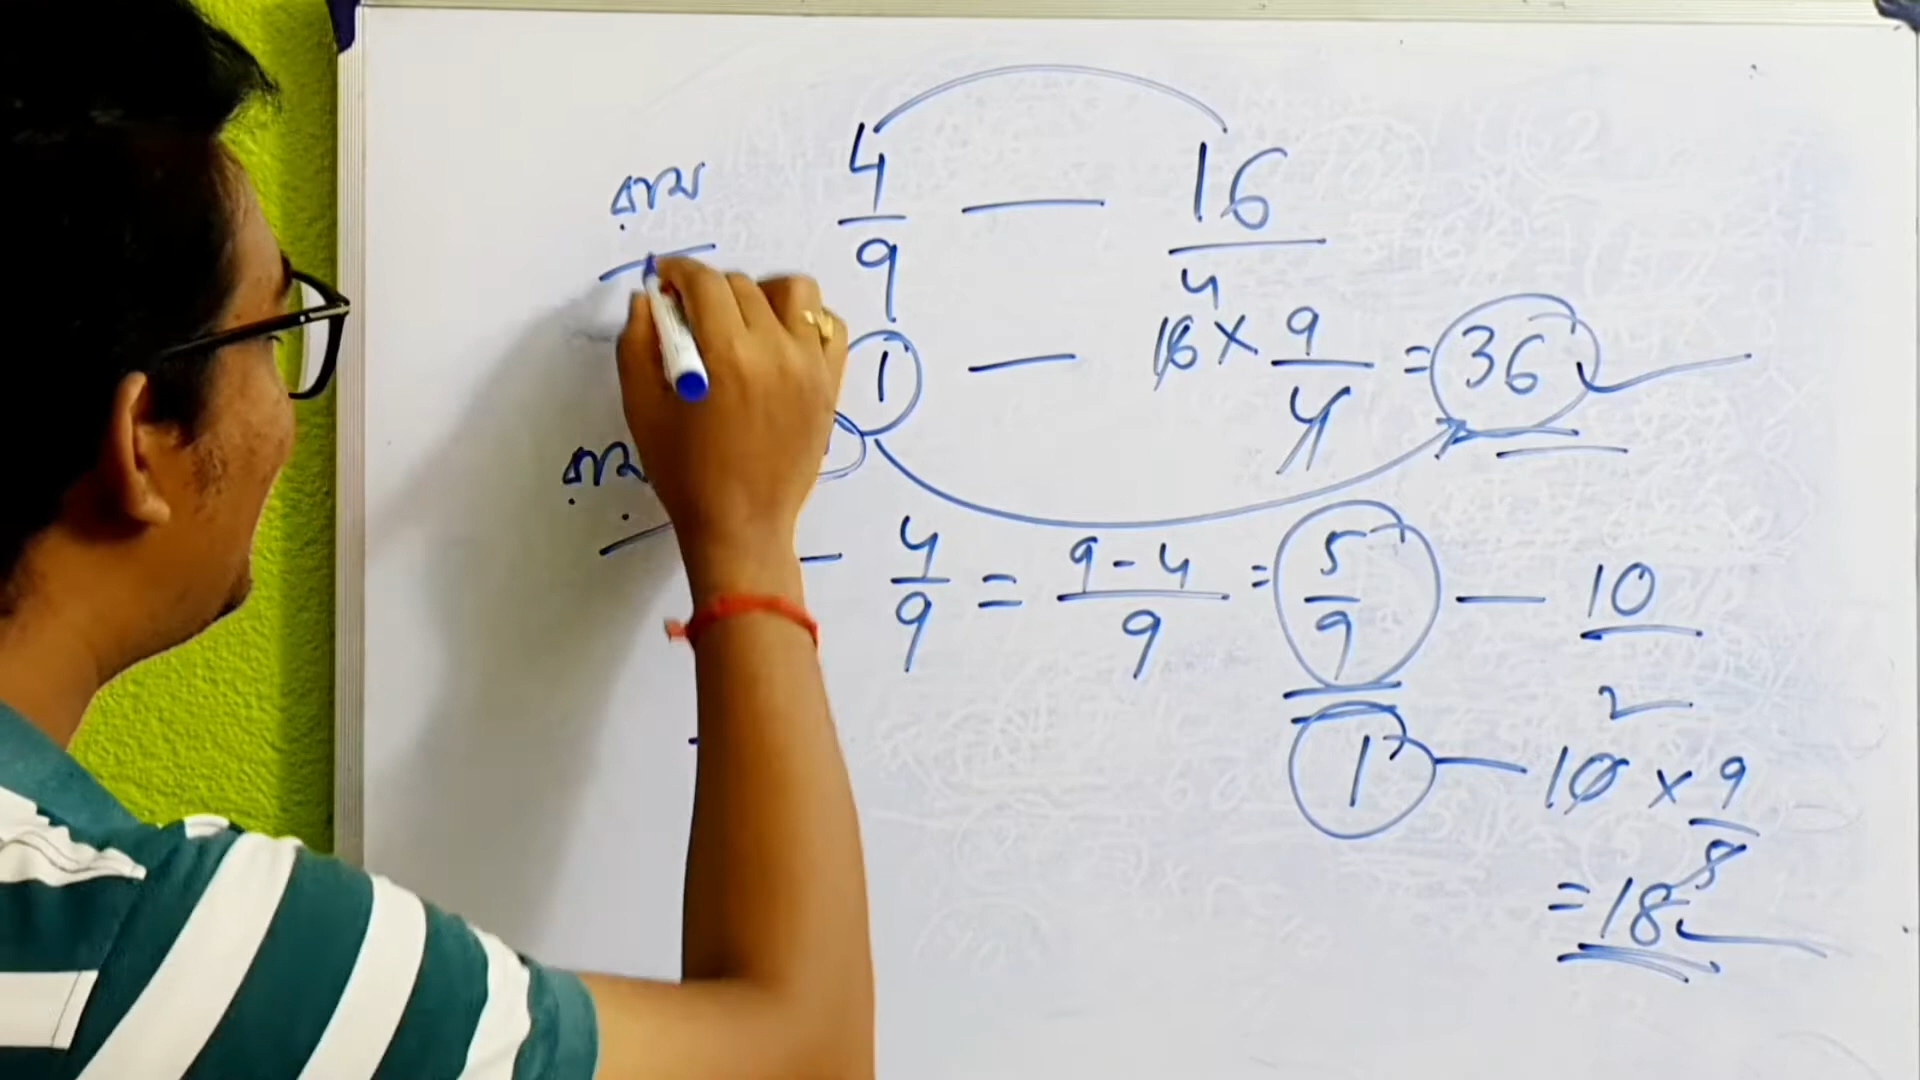 রাম 4/9 — 16
1 — 16 × 9/4 = 36
4
- 4/9 = 9-4/9 = 5/9 — 10
1 — 10 × 9/5
2
= 18